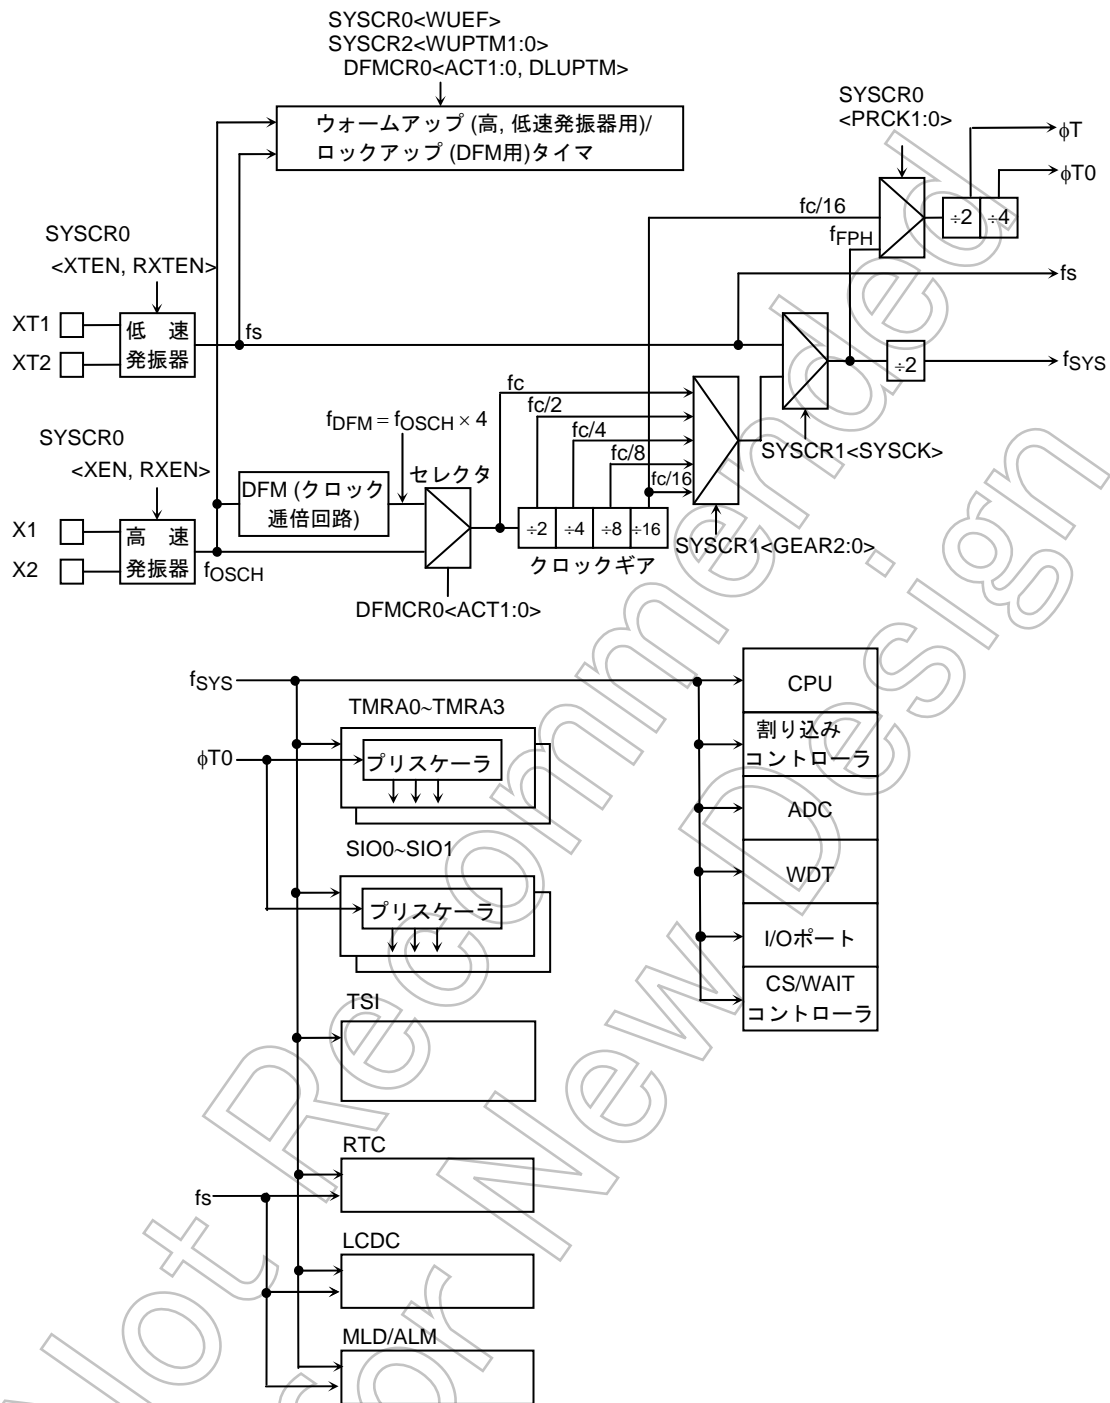 SYSCR0<WUEF>
SYSCR2<WUPTM1:0>
DFMCR0<ACT1:0, DLUPTM>
ウォームアップ (高, 低速発振器用)/
ロックアップ (DFM用)タイマ
SYSCR0
<PRCK1:0>
φT
φT0
fc/16
÷2
÷4
fFPH
SYSCR0
<XTEN, RXTEN>
fs
XT1
XT2
低 速
発振器
fs
÷2
fSYS
fc
fc/2
fc/4
fc/8
fc/16
fDFM = fOSCH × 4
SYSCR1<SYSCK>
SYSCR0
<XEN, RXEN>
セレクタ
DFM (クロック
逓倍回路)
X1
X2
高 速
発振器
fOSCH
÷2
÷4
÷8
÷16
クロックギア
SYSCR1<GEAR2:0>
DFMCR0<ACT1:0>
fSYS
CPU
TMRA0~TMRA3
割り込み
コントローラ
φT0
プリスケーラ
ADC
SIO0~SIO1
WDT
プリスケーラ
I/Oポート
CS/WAIT
コントローラ
TSI
RTC
fs
LCDC
MLD/ALM
Not Recommended
for New Design